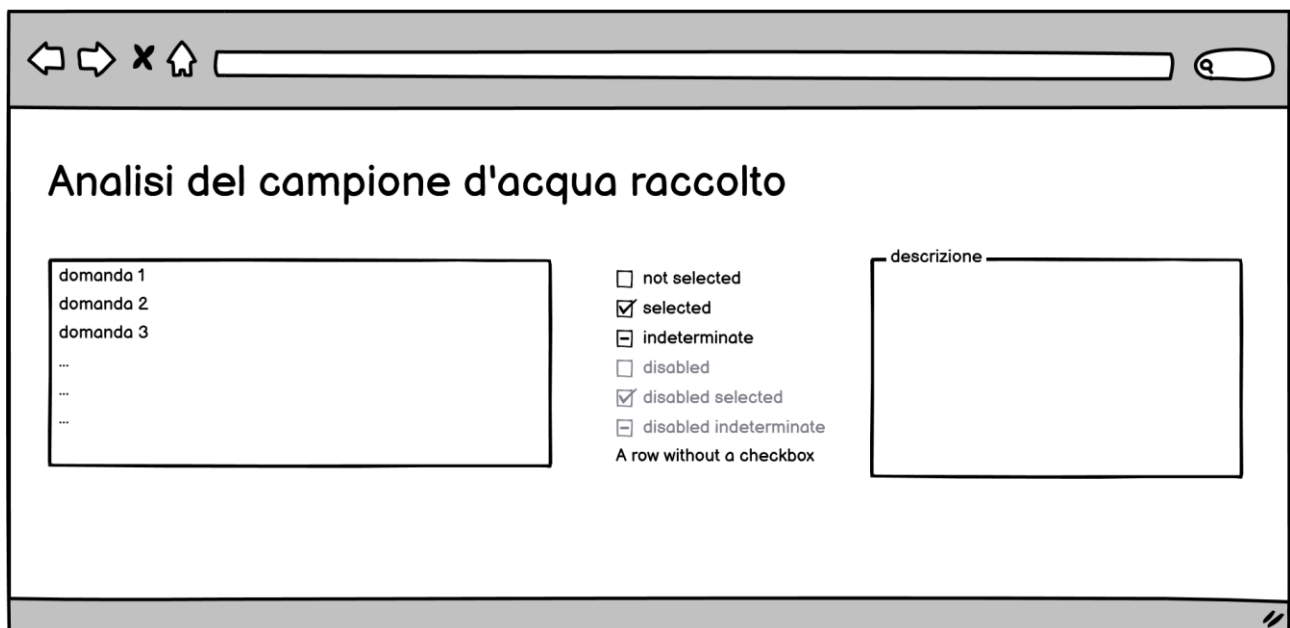 Analisi del campione d'acqua raccolto
domanda 1
domanda 2
domanda 3
...
...
...
not selected
selected
indeterminate
disabled
disabled selected
disabled indeterminate
A row without a checkbox
descrizione